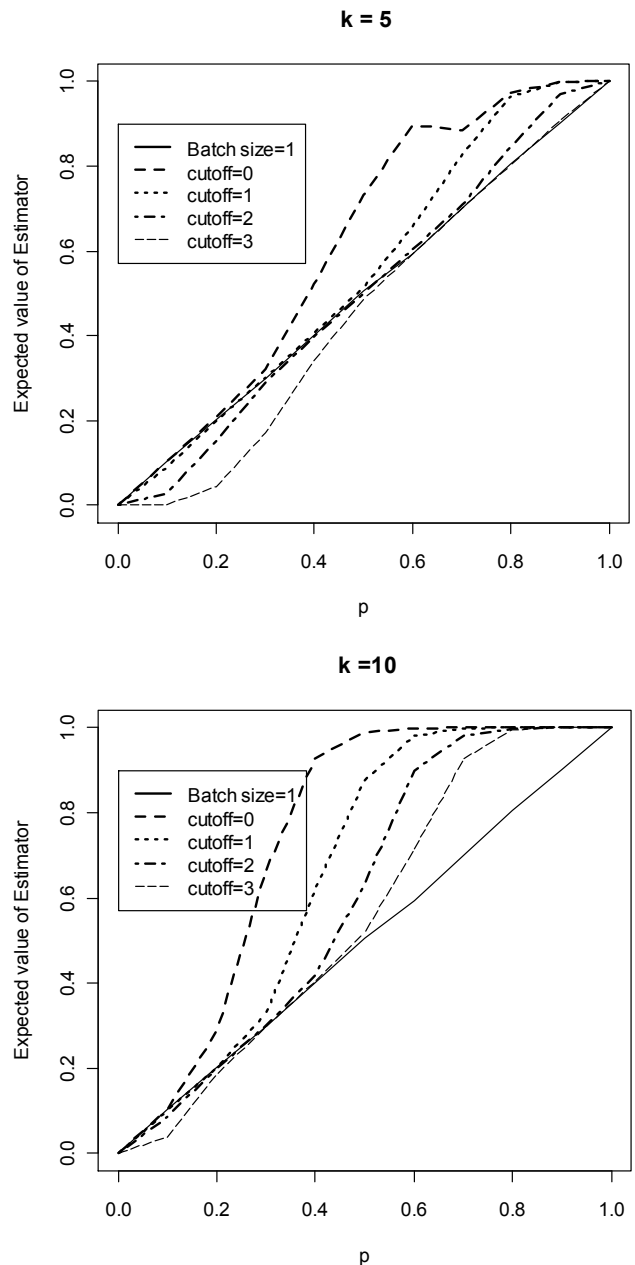 k = 5
Expected value of Estimator
1.0
0.8
0.6
0.4
0.2
0.0
Batch size=1
cutoff=0
cutoff=1
cutoff=2
cutoff=3
0.0 0.2 0.4 0.6 0.8 1.0
p
k =10
Expected value of Estimator
1.0
0.8
0.6
0.4
0.2
0.0
Batch size=1
cutoff=0
cutoff=1
cutoff=2
cutoff=3
0.0 0.2 0.4 0.6 0.8 1.0
p